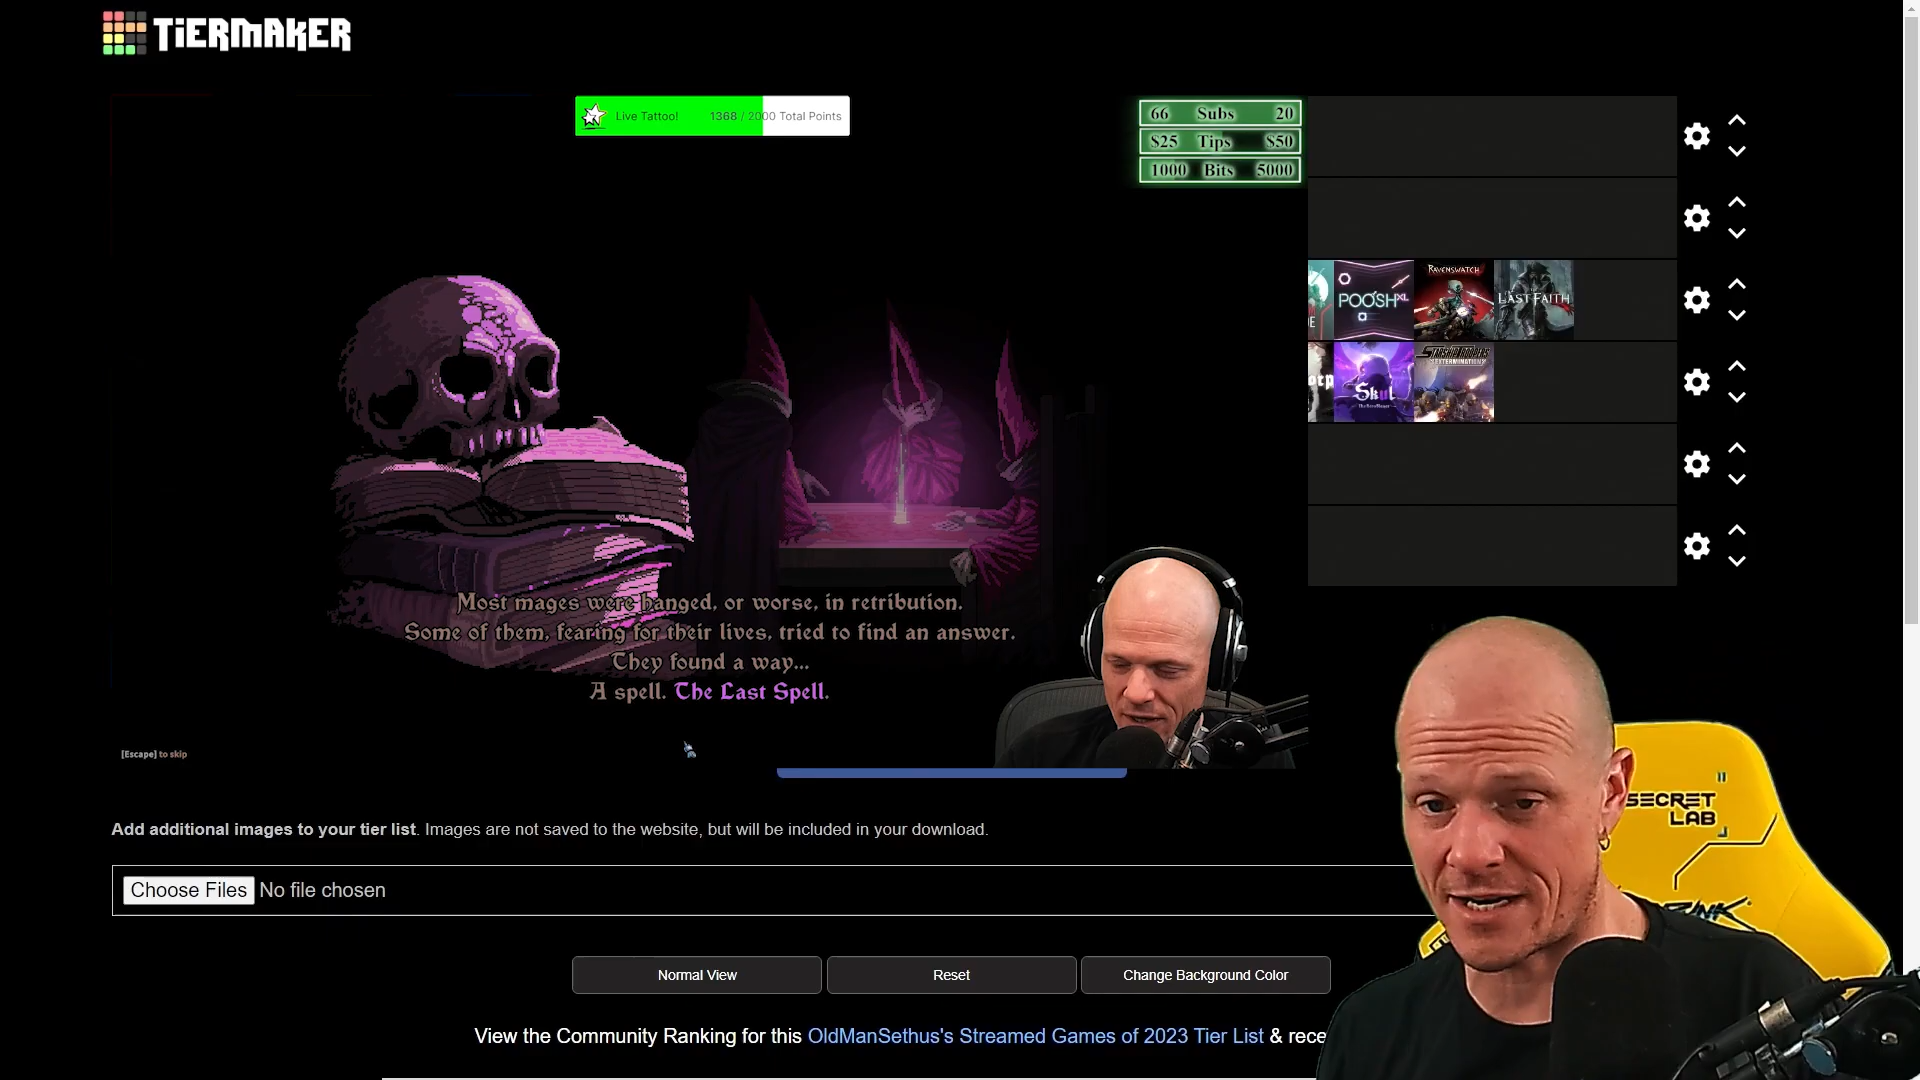 TiERMAKER
Live Tattoo! 1368 / 2000 Total Points
66 Subs 20
$25 Tips $50
1000 Bits 5000
POOSH XL
RAVENSWATCH
LAST FAITH
Skul
STARSHIP TROOPERS
EXTERMINATION
Most mages were hanged, or worse, in retribution.
Some of them, fearing for their lives, tried to find an answer.
They found a way...
A spell. The Last Spell.
[Escape] to skip
SECRET
LAB
Add additional images to your tier list. Images are not saved to the website, but will be included in your download.
Choose Files No file chosen
Normal View
Reset
Change Background Color
View the Community Ranking for this OldManSethus's Streamed Games of 2023 Tier List & rece